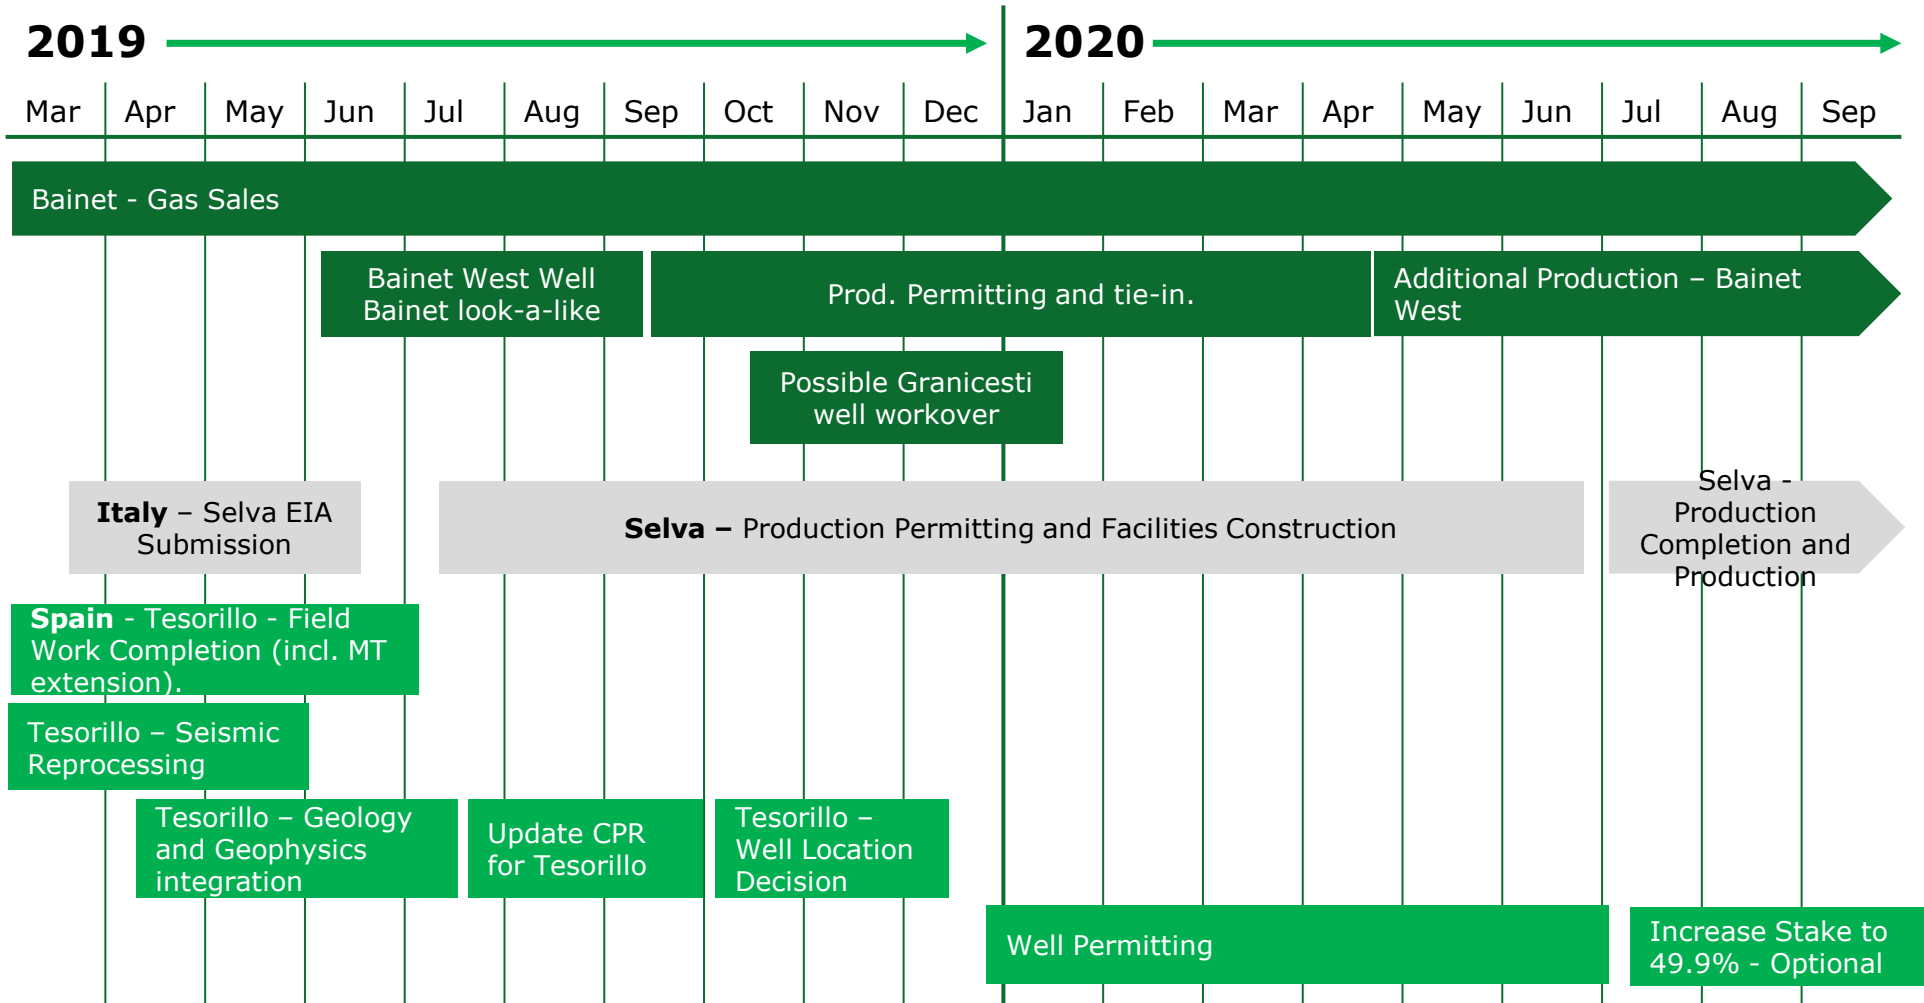 2019
2020
Mar Apr May Jun Jul Aug Sep Oct Nov Dec Jan Feb Mar Apr May Jun Jul Aug Sep
Bainet - Gas Sales
Bainet West Well
Bainet look-a-like
Prod. Permitting and tie-in.
Additional Production – Bainet
West
Possible Granicesti
well workover
Italy – Selva EIA
Submission
Selva – Production Permitting and Facilities Construction
Selva -
Production
Completion and
Production
Spain - Tesorillo - Field
Work Completion (incl. MT
extension).
Tesorillo – Seismic
Reprocessing
Tesorillo – Geology
and Geophysics
integration
Update CPR
for Tesorillo
Tesorillo –
Well Location
Decision
Well Permitting
Increase Stake to
49.9% - Optional